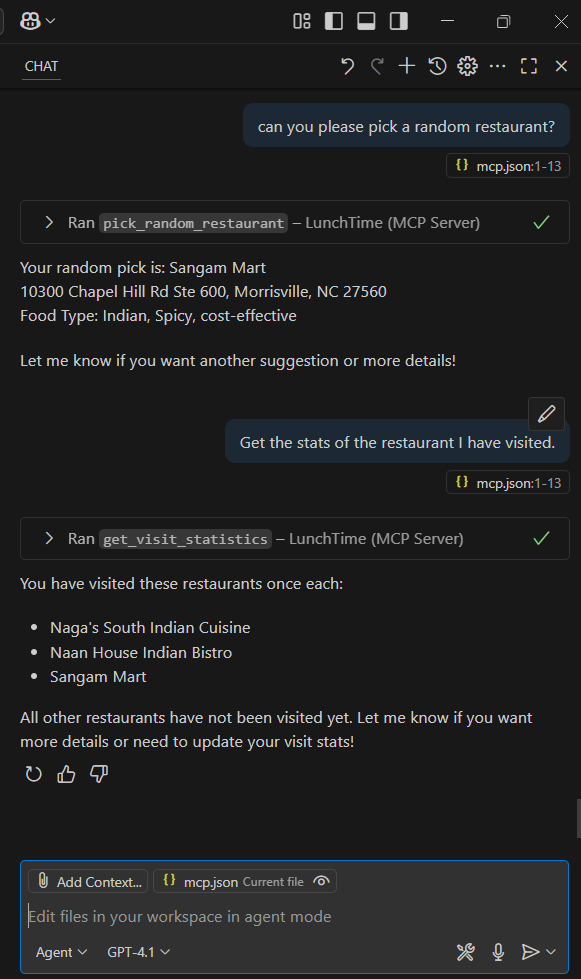 CHAT
can you please pick a random restaurant?
{} mcp.json:1-13
Ran pick_random_restaurant – LunchTime (MCP Server)
Your random pick is: Sangam Mart
10300 Chapel Hill Rd Ste 600, Morrisville, NC 27560
Food Type: Indian, Spicy, cost-effective
Let me know if you want another suggestion or more details!
Get the stats of the restaurant I have visited.
{} mcp.json:1-13
Ran get_visit_statistics – LunchTime (MCP Server)
You have visited these restaurants once each:
• Naga's South Indian Cuisine
• Naan House Indian Bistro
• Sangam Mart
All other restaurants have not been visited yet. Let me know if you want
more details or need to update your visit stats!
Add Context... {} mcp.json Current file
Edit files in your workspace in agent mode
Agent GPT-4.1